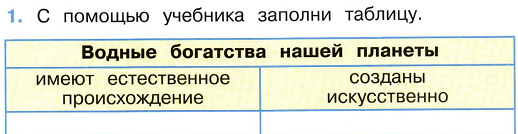 1. С помощью учебника заполни таблицу.
Водные богатства нашей планеты
имеют естественное
происхождение
созданы
искусственно